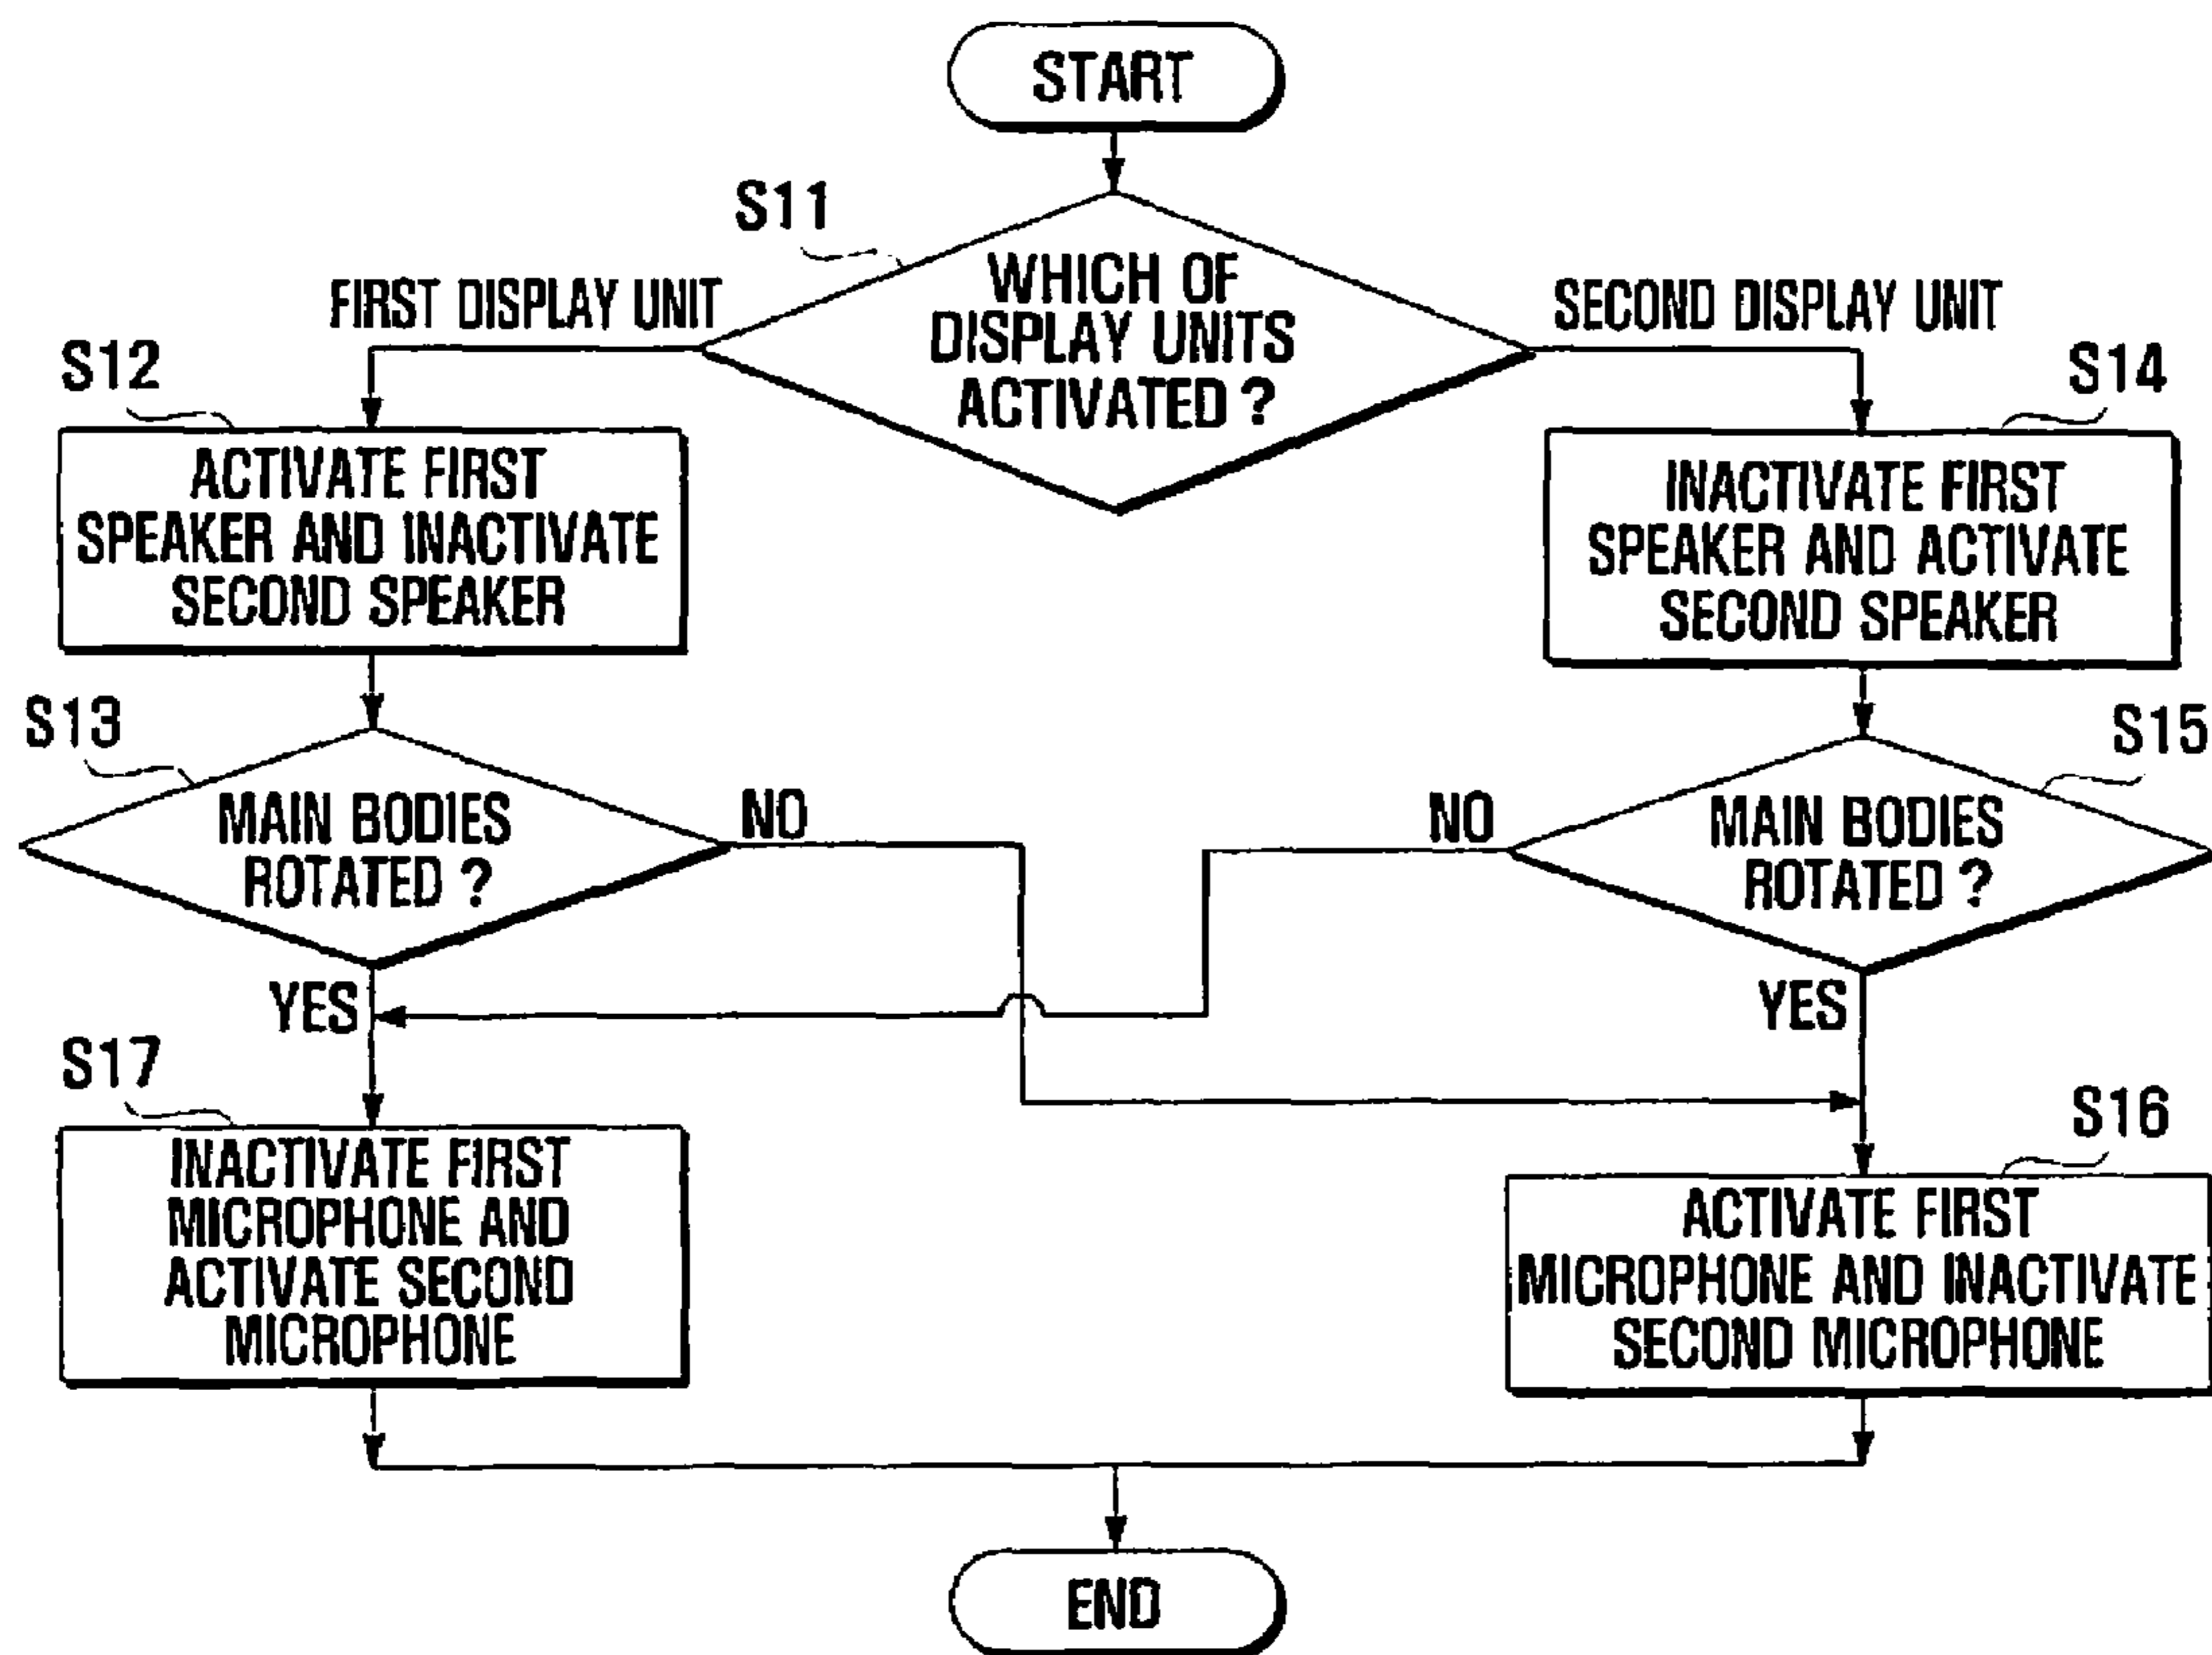 START
S11
WHICH OF
DISPLAY UNITS
ACTIVATED ?
FIRST DISPLAY UNIT
SECOND DISPLAY UNIT
S12
ACTIVATE FIRST
SPEAKER AND INACTIVATE
SECOND SPEAKER
S14
INACTIVATE FIRST
SPEAKER AND ACTIVATE
SECOND SPEAKER
S13
MAIN BODIES
ROTATED ?
NO
YES
S15
MAIN BODIES
ROTATED ?
NO
YES
S17
INACTIVATE FIRST
MICROPHONE AND
ACTIVATE SECOND
MICROPHONE
S16
ACTIVATE FIRST
MICROPHONE AND INACTIVATE
SECOND MICROPHONE
END